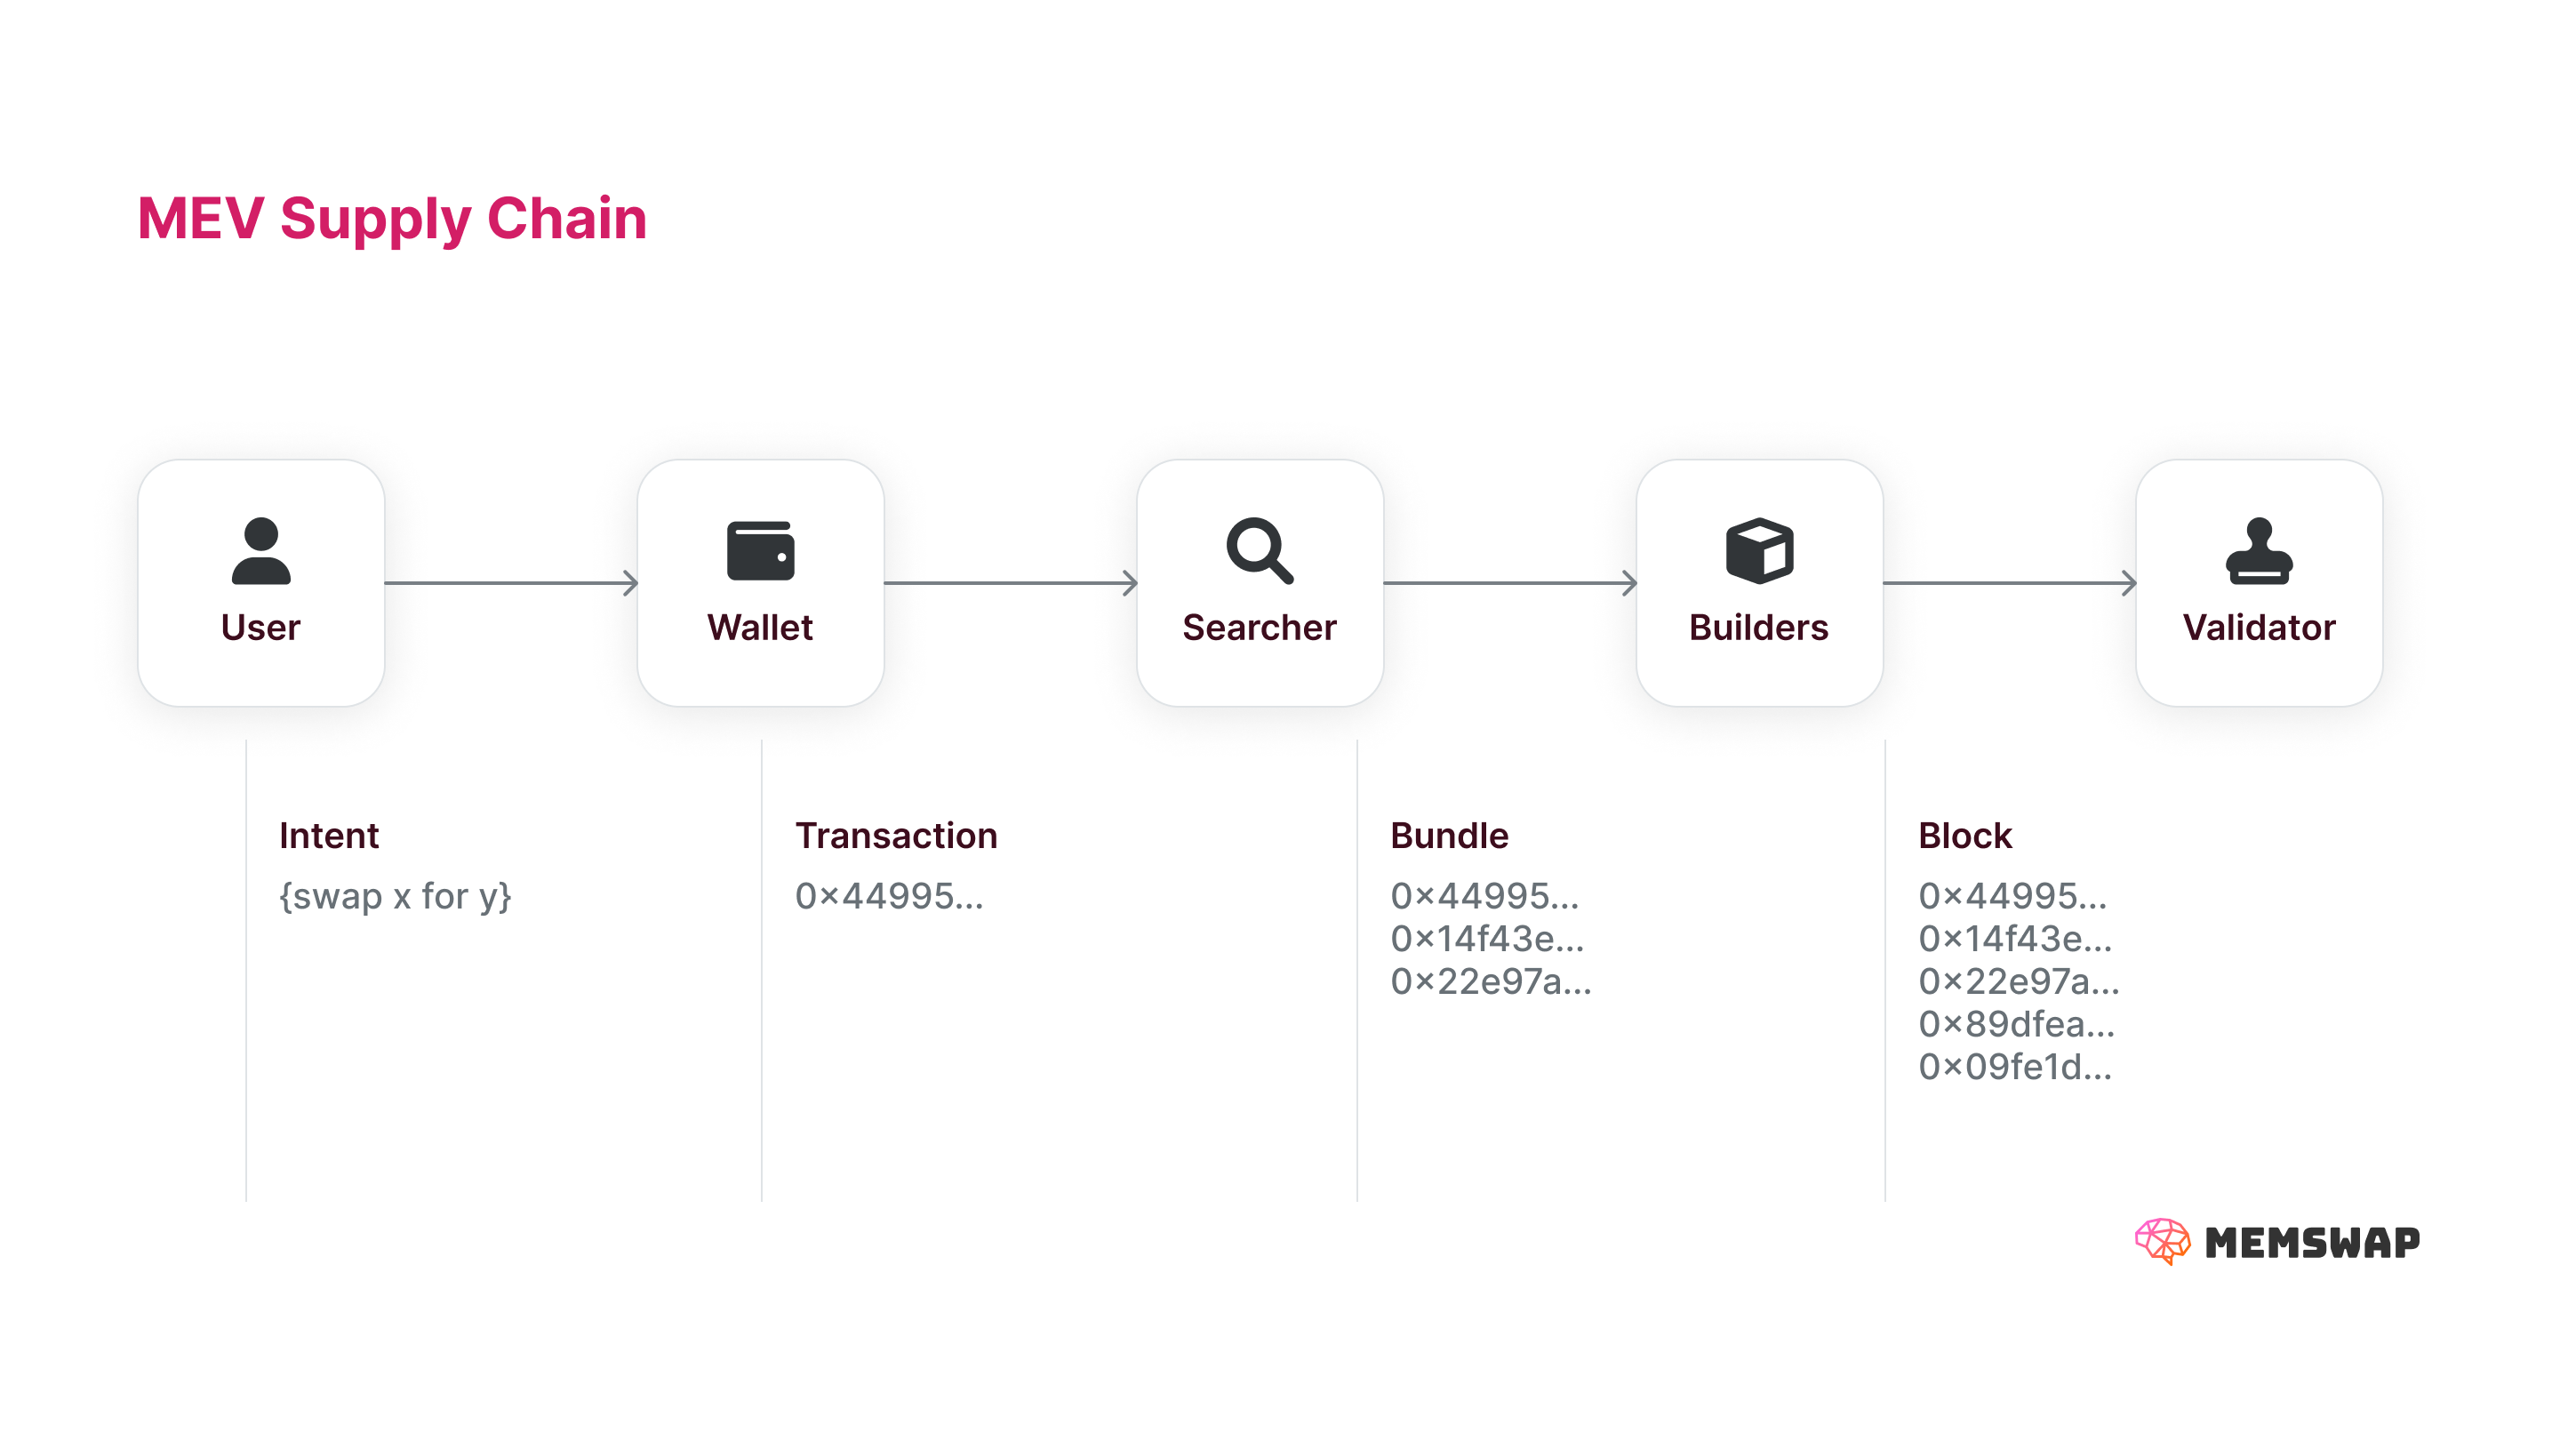 MEV Supply Chain
User
Wallet
Searcher
Builders
Validator
Intent
{swap x for y}
Transaction
0×44995...
Bundle
0×44995...
0×14f43e...
0×22e97a...
Block
0×44995...
0×14f43e...
0×22e97a...
0×89dfea...
0×09fe1d...
MEMSWAP